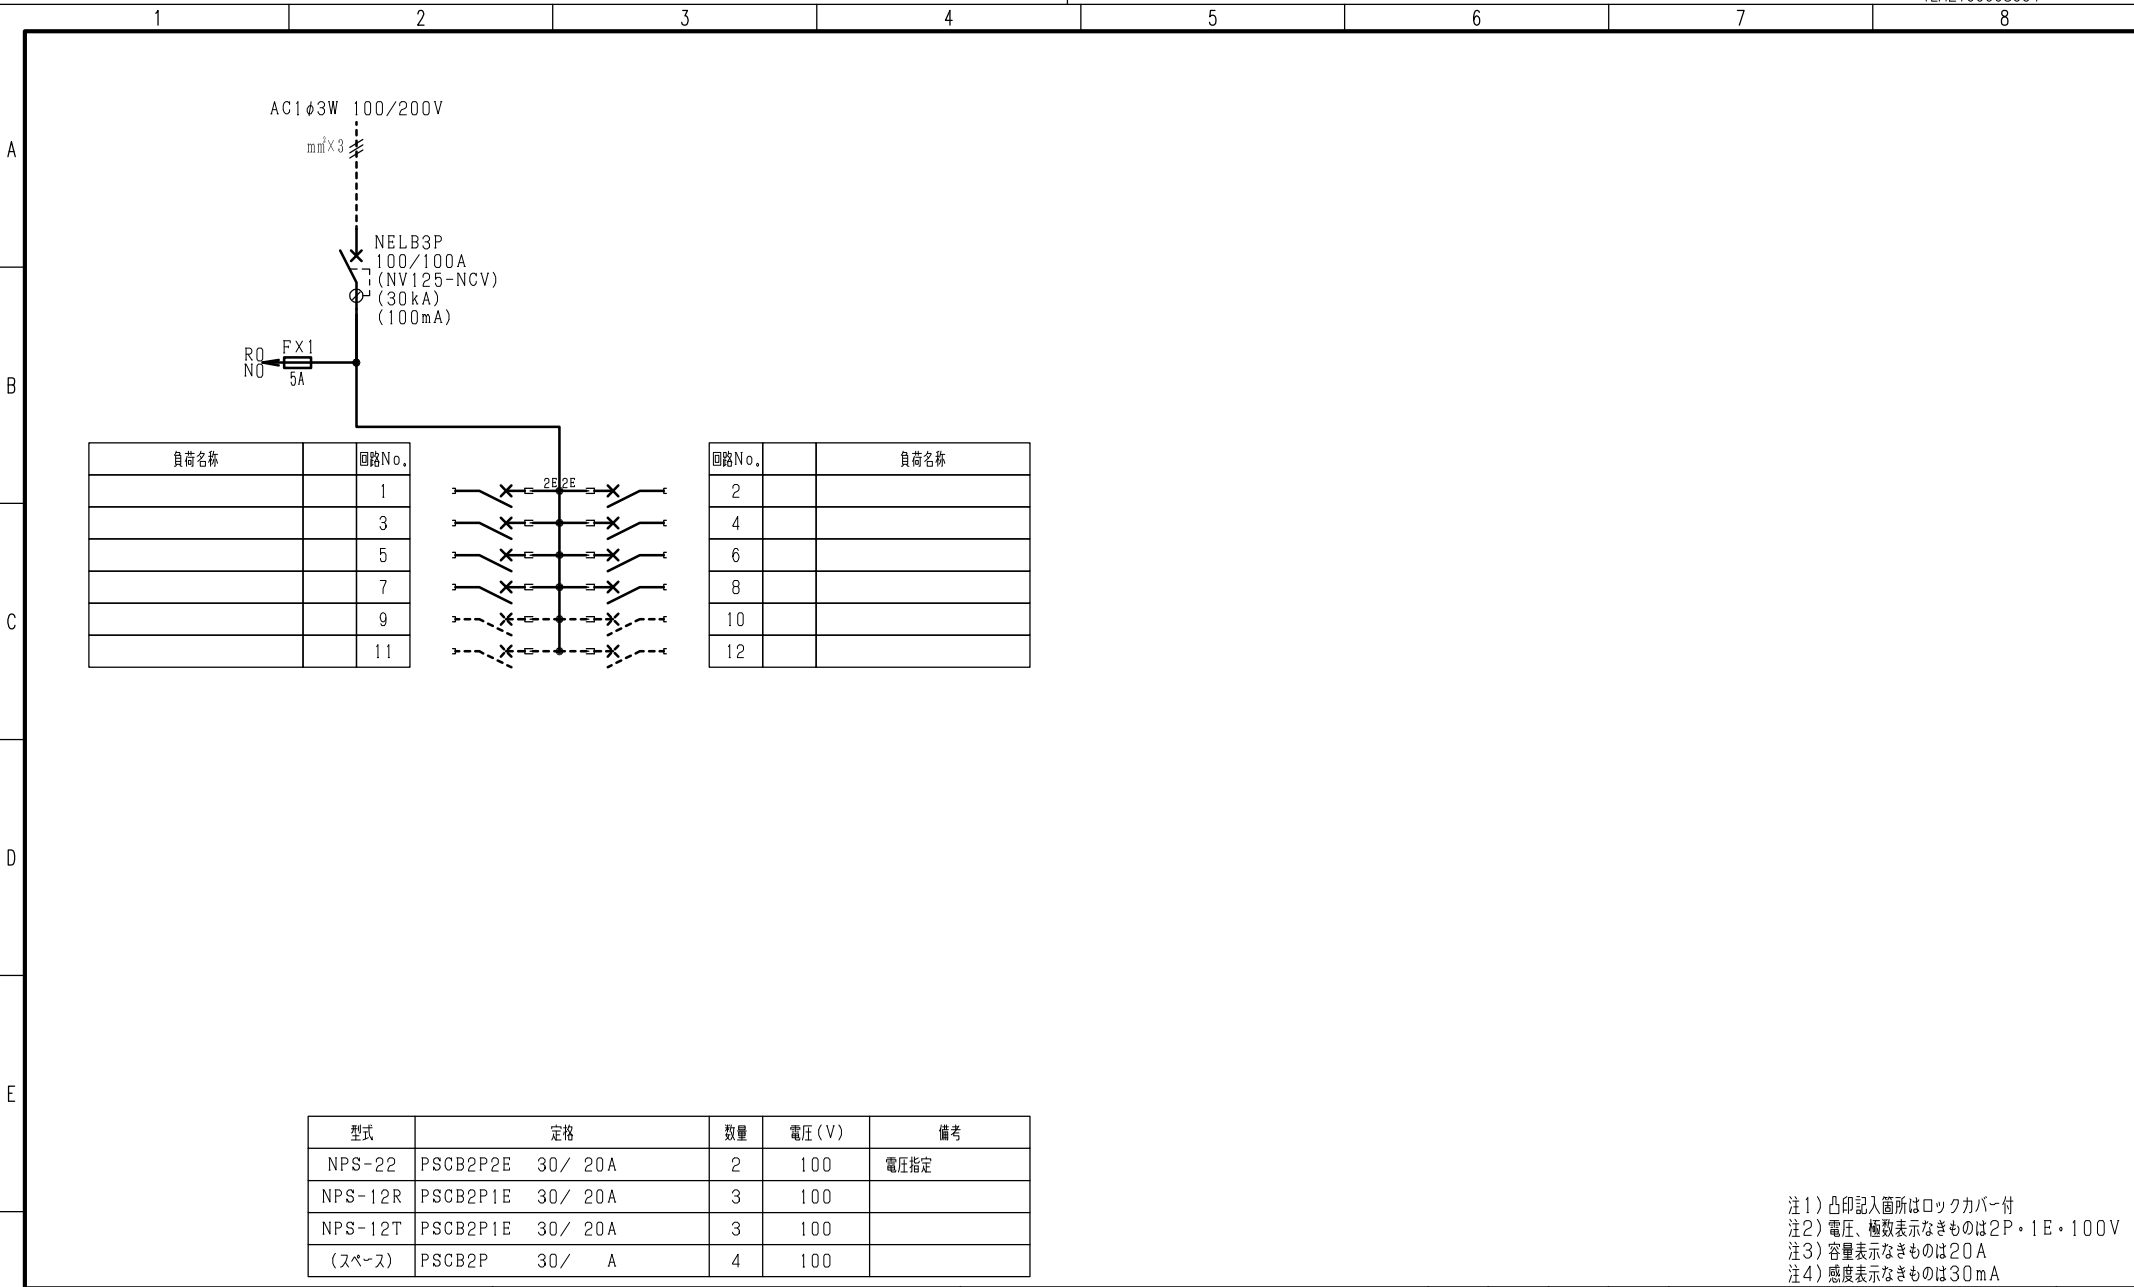 1 2 3 4 5 6 7 8
A
B
C
D
E
AC1φ3W 100/200V
mm²×3
NELB3P
100/100A
(NV125-NCV)
(30kA)
(100mA)
R0
N0
F×1
5A
負荷名称 回路No.
1
3
5
7
9
11
2E 2E
回路No. 負荷名称
2
4
6
8
10
12
型式 定格 数量 電圧(V) 備考
NPS-22 PSCB2P2E 30/ 20A 2 100 電圧指定
NPS-12R PSCB2P1E 30/ 20A 3 100
NPS-12T PSCB2P1E 30/ 20A 3 100
(スペース) PSCB2P 30/ A 4 100
注1)凸印記入箇所はロックカバー付
注2)電圧、極数表示なきものは2P・1E・100V
注3)容量表示なきものは20A
注4)感度表示なきものは30mA